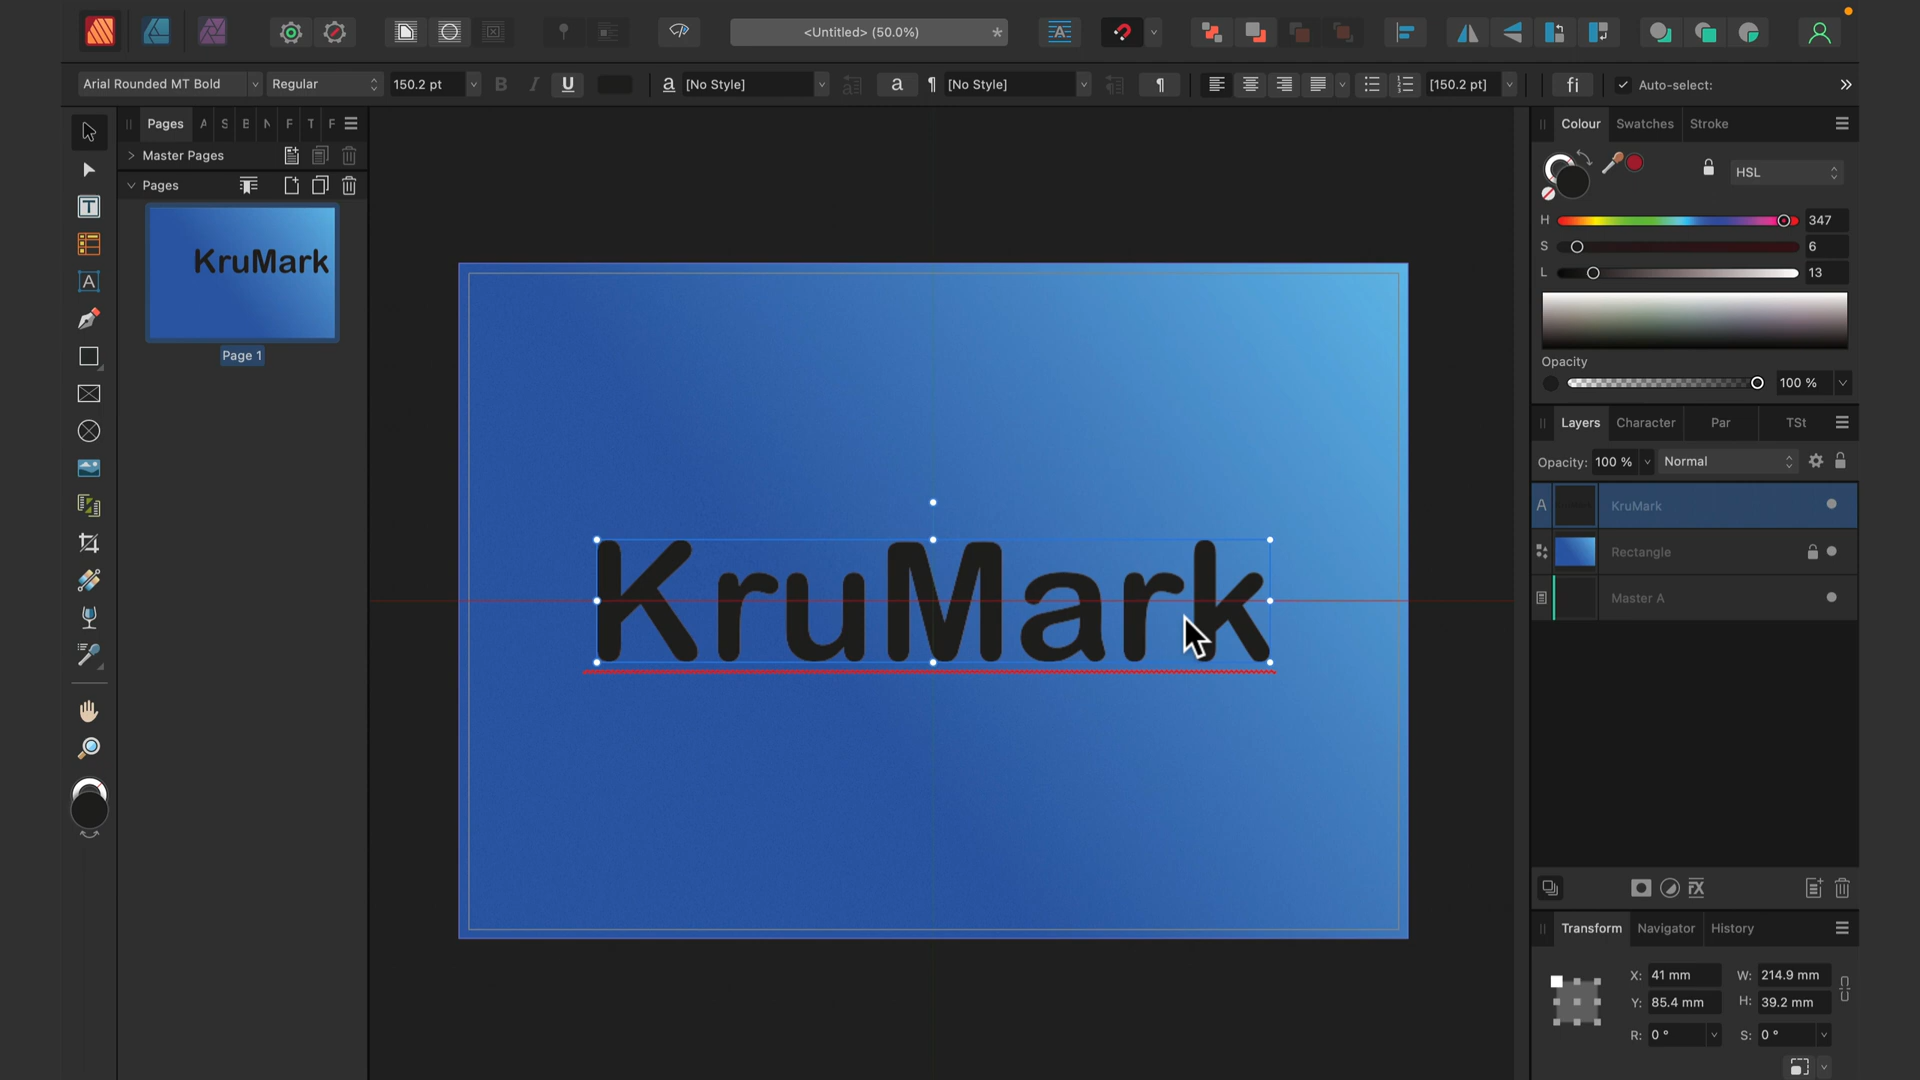 <Untitled> (50.0%)
*
Arial Rounded MT Bold
Regular
150.2 pt
B
I
U
a
[No Style]
a
¶
[No Style]
¶
[150.2 pt]
fi
Auto-select:
Pages
A
S
B
N
F
T
F
Master Pages
Pages
KruMark
Page 1
KruMark
Colour
Swatches
Stroke
HSL
H
347
S
6
L
13
Opacity
100 %
Layers
Character
Par
TSt
Opacity:
100 %
Normal
A
KruMark
Rectangle
Master A
Transform
Navigator
History
X:
41 mm
W:
214.9 mm
Y:
85.4 mm
H:
39.2 mm
R:
0 °
S:
0 °